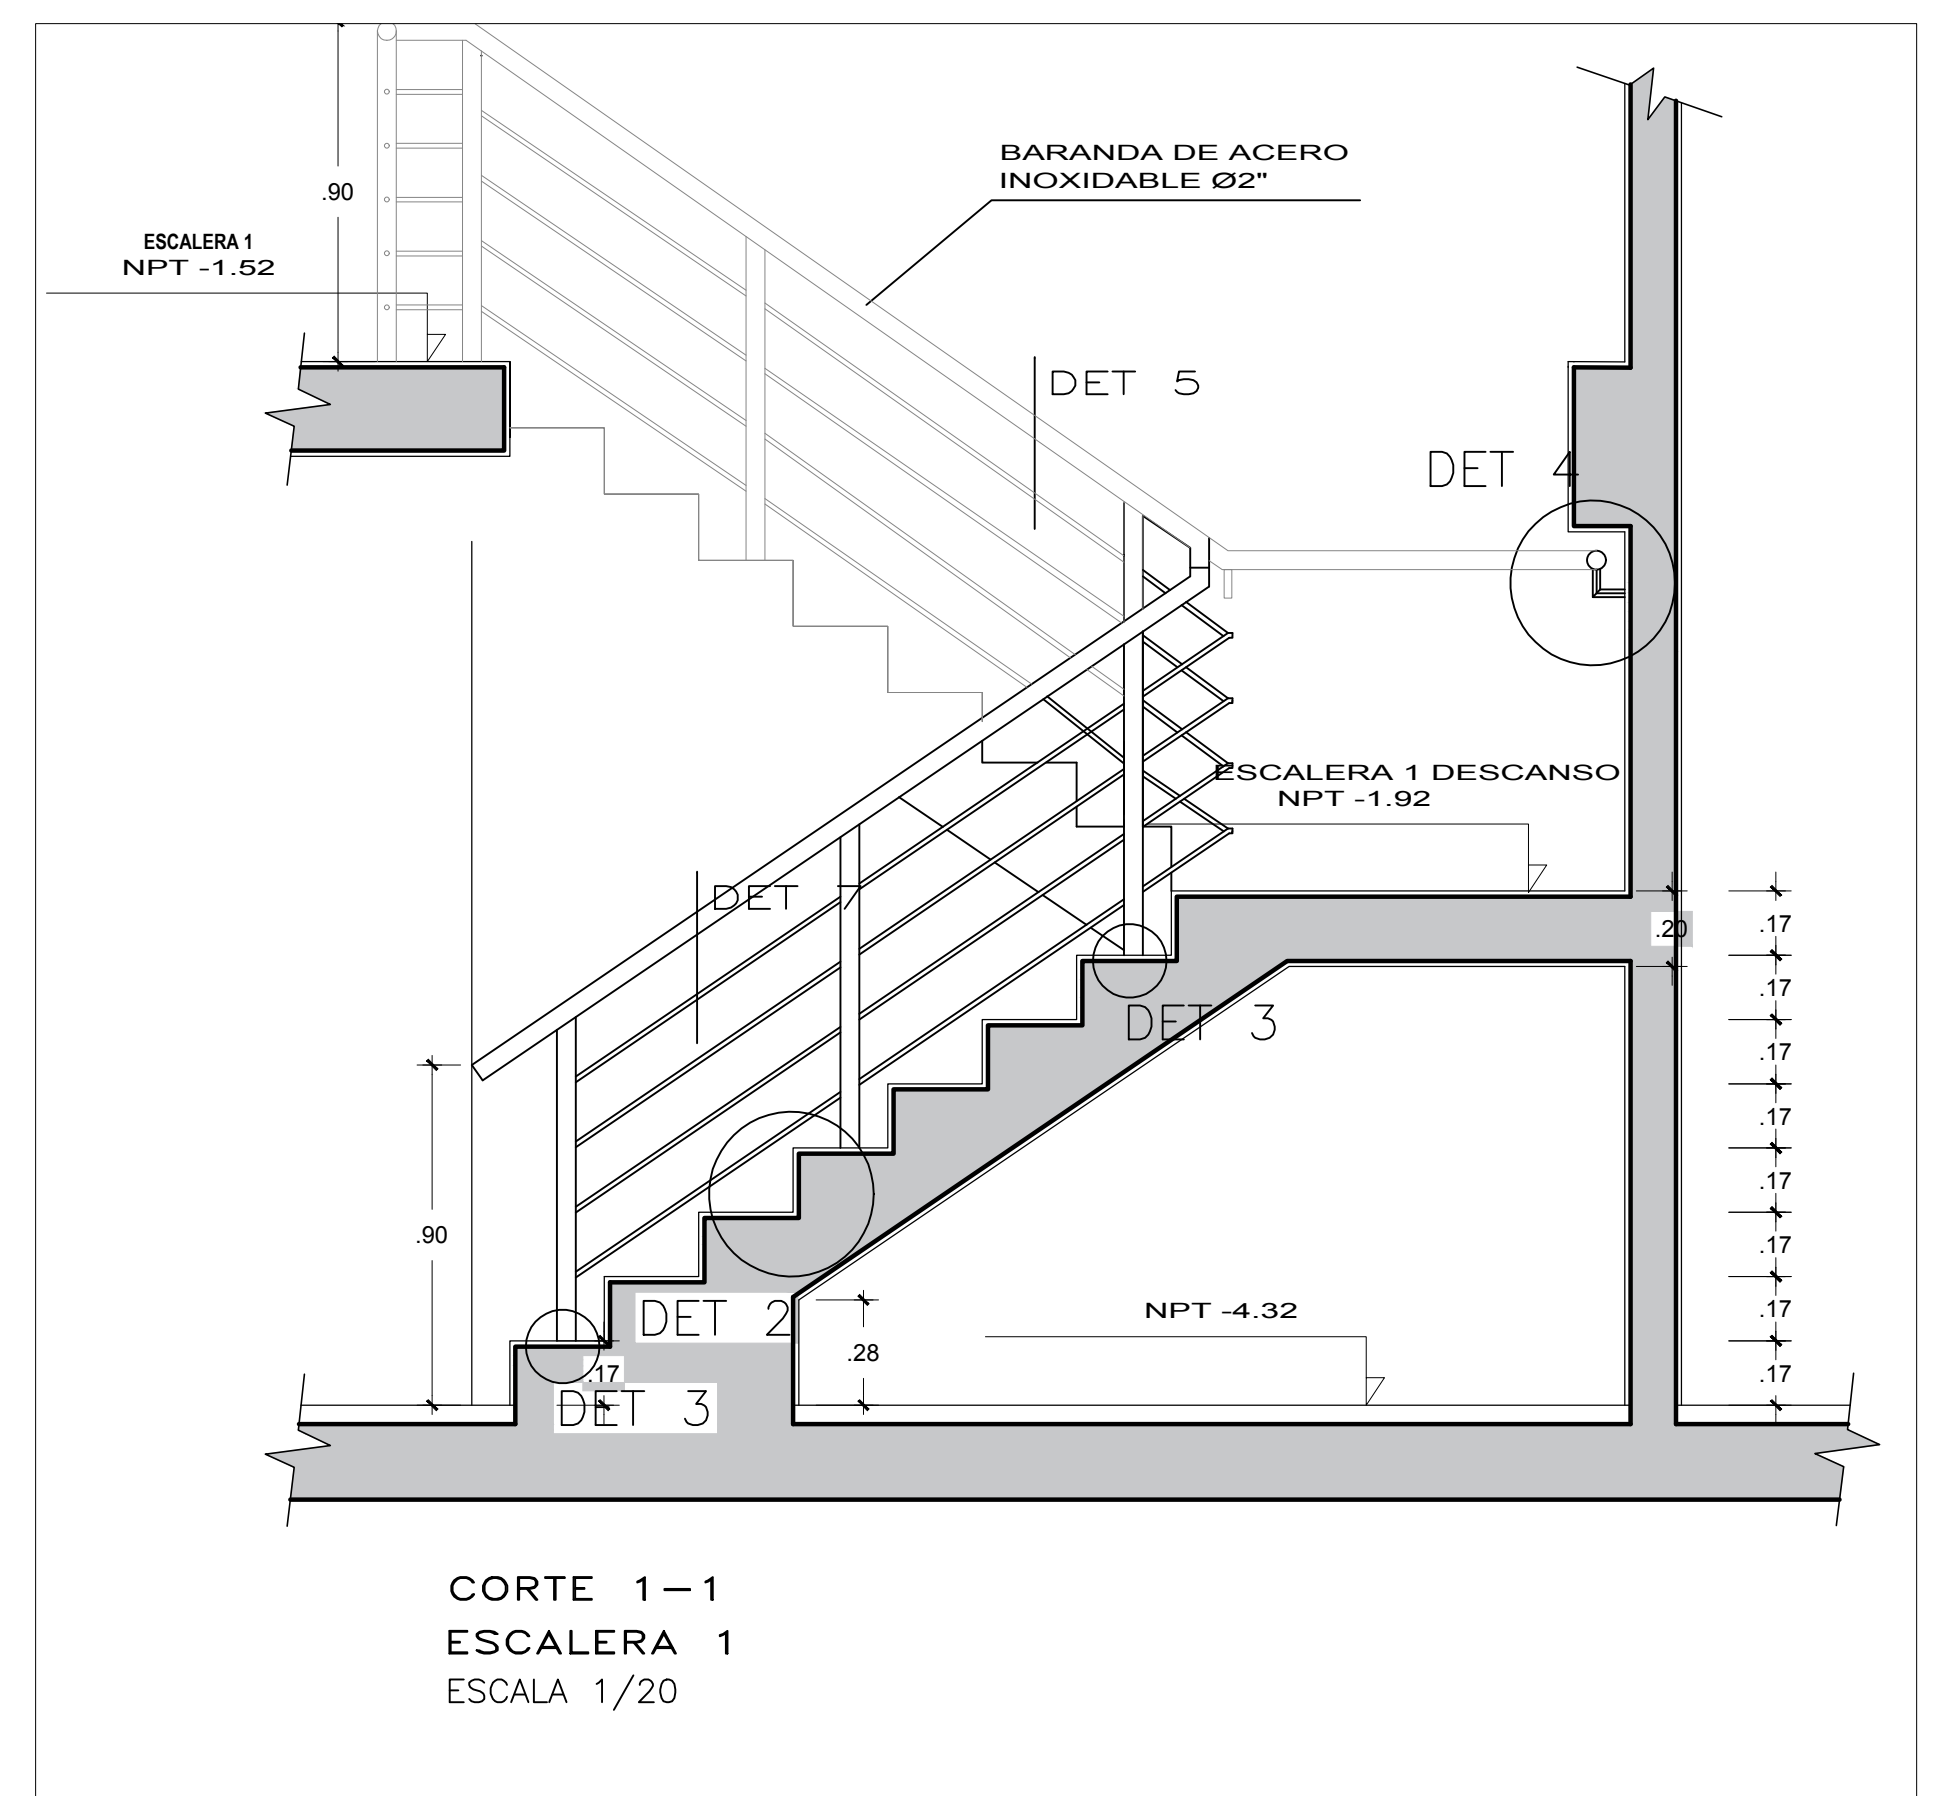 BARANDA DE ACERO
INOXIDABLE Ø2"
.90
ESCALERA 1
NPT -1.52
DET 5
DET 4
ESCALERA 1 DESCANSO
NPT -1.92
DET 7
.20
.17
.17
.17
.17
.17
.17
.17
.17
DET 3
.90
DET 2
NPT -4.32
.28
.17
DET 3
CORTE 1-1
ESCALERA 1
ESCALA 1/20